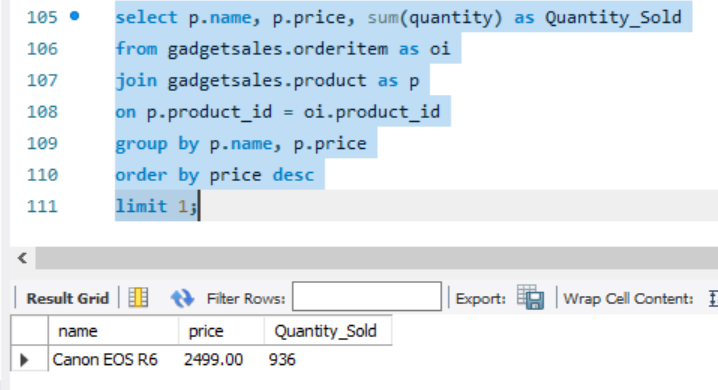 105 select p.name, p.price, sum(quantity) as Quantity_Sold
106 from gadgetsales.orderitem as oi
107 join gadgetsales.product as p
108 on p.product_id = oi.product_id
109 group by p.name, p.price
110 order by price desc
111 limit 1;
Result Grid Filter Rows: Export: Wrap Cell Content:
name price Quantity_Sold
Canon EOS R6 2499.00 936